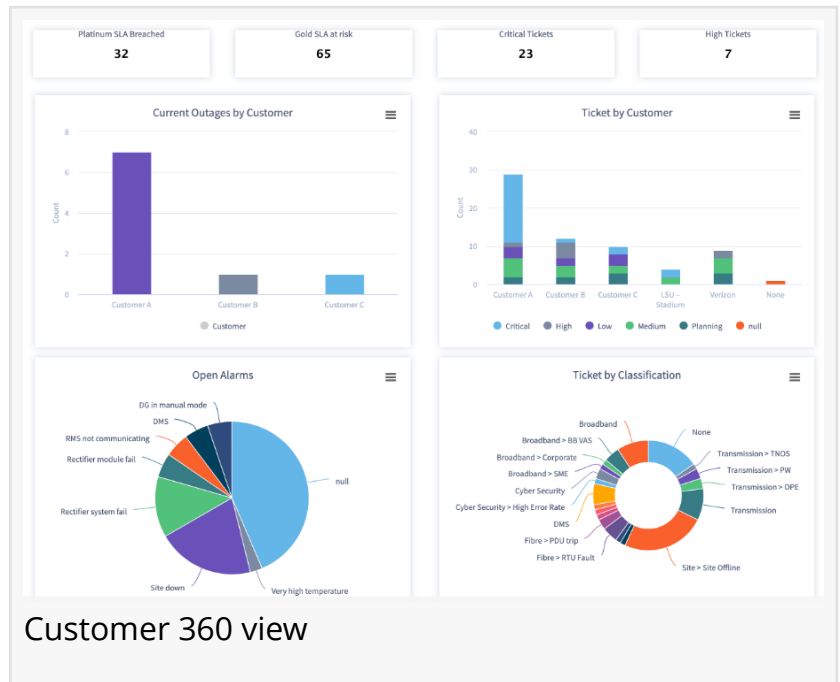 Platinum SLA Breached
32
Gold SLA at risk
65
Critical Tickets
23
High Tickets
7
Current Outages by Customer
8
6
4
2
0
Count
Customer A
Customer B
Customer C
Customer
Ticket by Customer
40
30
20
10
0
Count
Customer A
Customer B
Customer C
LSU –
Stadium
Verizon
None
Critical
High
Low
Medium
Planning
null
Open Alarms
DG in manual mode
DMS
RMS not communicating
Rectifier module fail
Rectifier system fail
Site down
null
Very high temperature
Ticket by Classification
Broadband
Broadband > BB VAS
Broadband > Corporate
Broadband > SME
Cyber Security
Cyber Security > High Error Rate
DMS
Fibre > PDU trip
Fibre > RTU Fault
None
Transmission > TNOS
Transmission > PW
Transmission > OPE
Transmission
Site > Site Offline
Customer 360 view